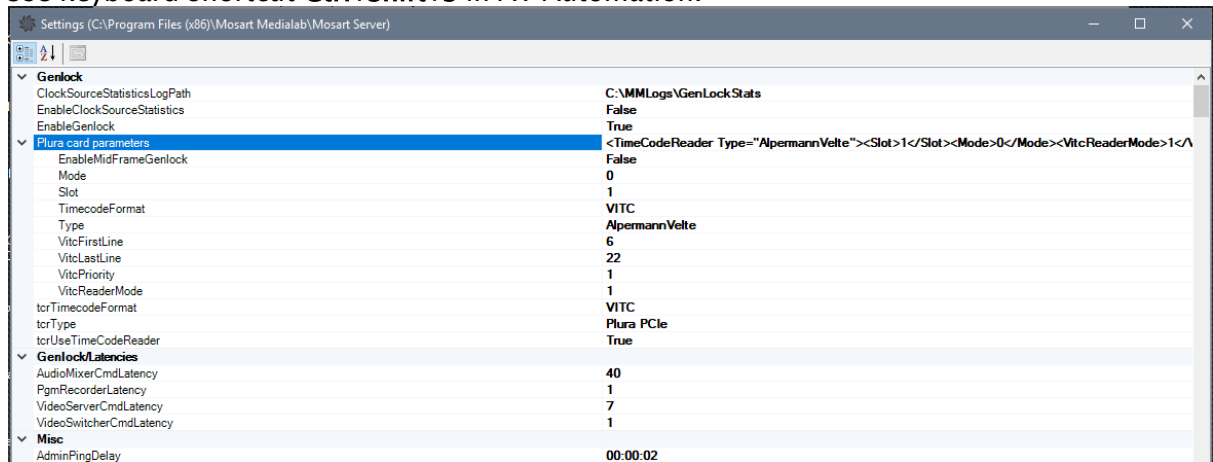 Settings (C:\Program Files (x86)\Mosart Medialab\Mosart Server)
Genlock
ClockSourceStatisticsLogPath C:\MMLogs\GenLockStats
EnableClockSourceStatistics False
EnableGenlock True
Plura card parameters <TimeCodeReader Type="AlpermannVelte"><Slot>1</Slot><Mode>0</Mode><VitcReaderMode>1</V
EnableMidFrameGenlock False
Mode 0
Slot 1
TimecodeFormat VITC
Type AlpermannVelte
VitcFirstLine 6
VitcLastLine 22
VitcPriority 1
VitcReaderMode 1
tcrTimecodeFormat VITC
tcrType Plura PCIe
tcrUseTimeCodeReader True
Genlock/Latencies
AudioMixerCmdLatency 40
PgmRecorderLatency 1
VideoServerCmdLatency 7
VideoSwitcherCmdLatency 1
Misc
AdminPingDelay 00:00:02